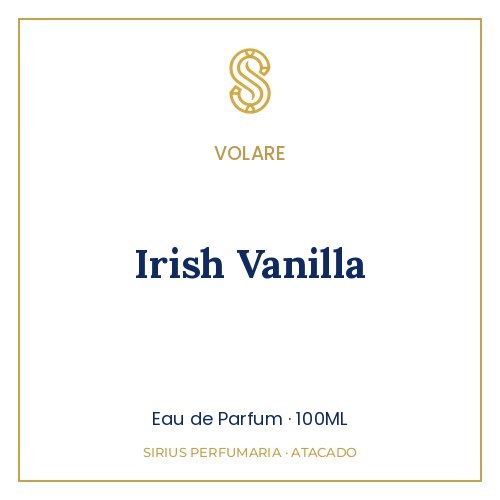 VOLARE
Irish Vanilla
Eau de Parfum · 100ML
SIRIUS PERFUMARIA · ATACADO